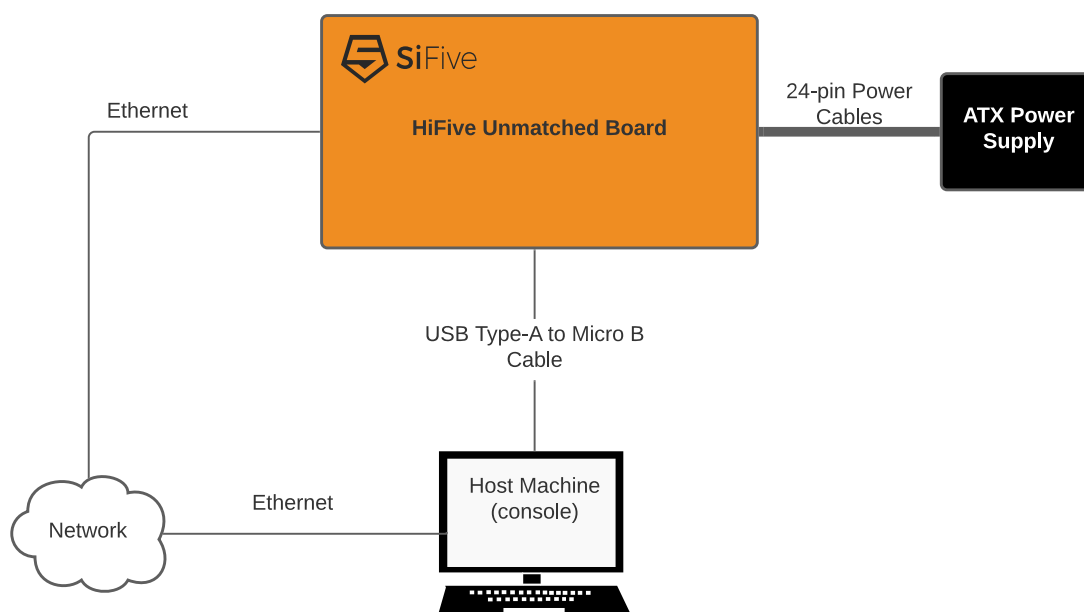 SiFive
HiFive Unmatched Board
Ethernet
24-pin Power
Cables
ATX Power
Supply
USB Type-A to Micro B
Cable
Host Machine
(console)
Ethernet
Network